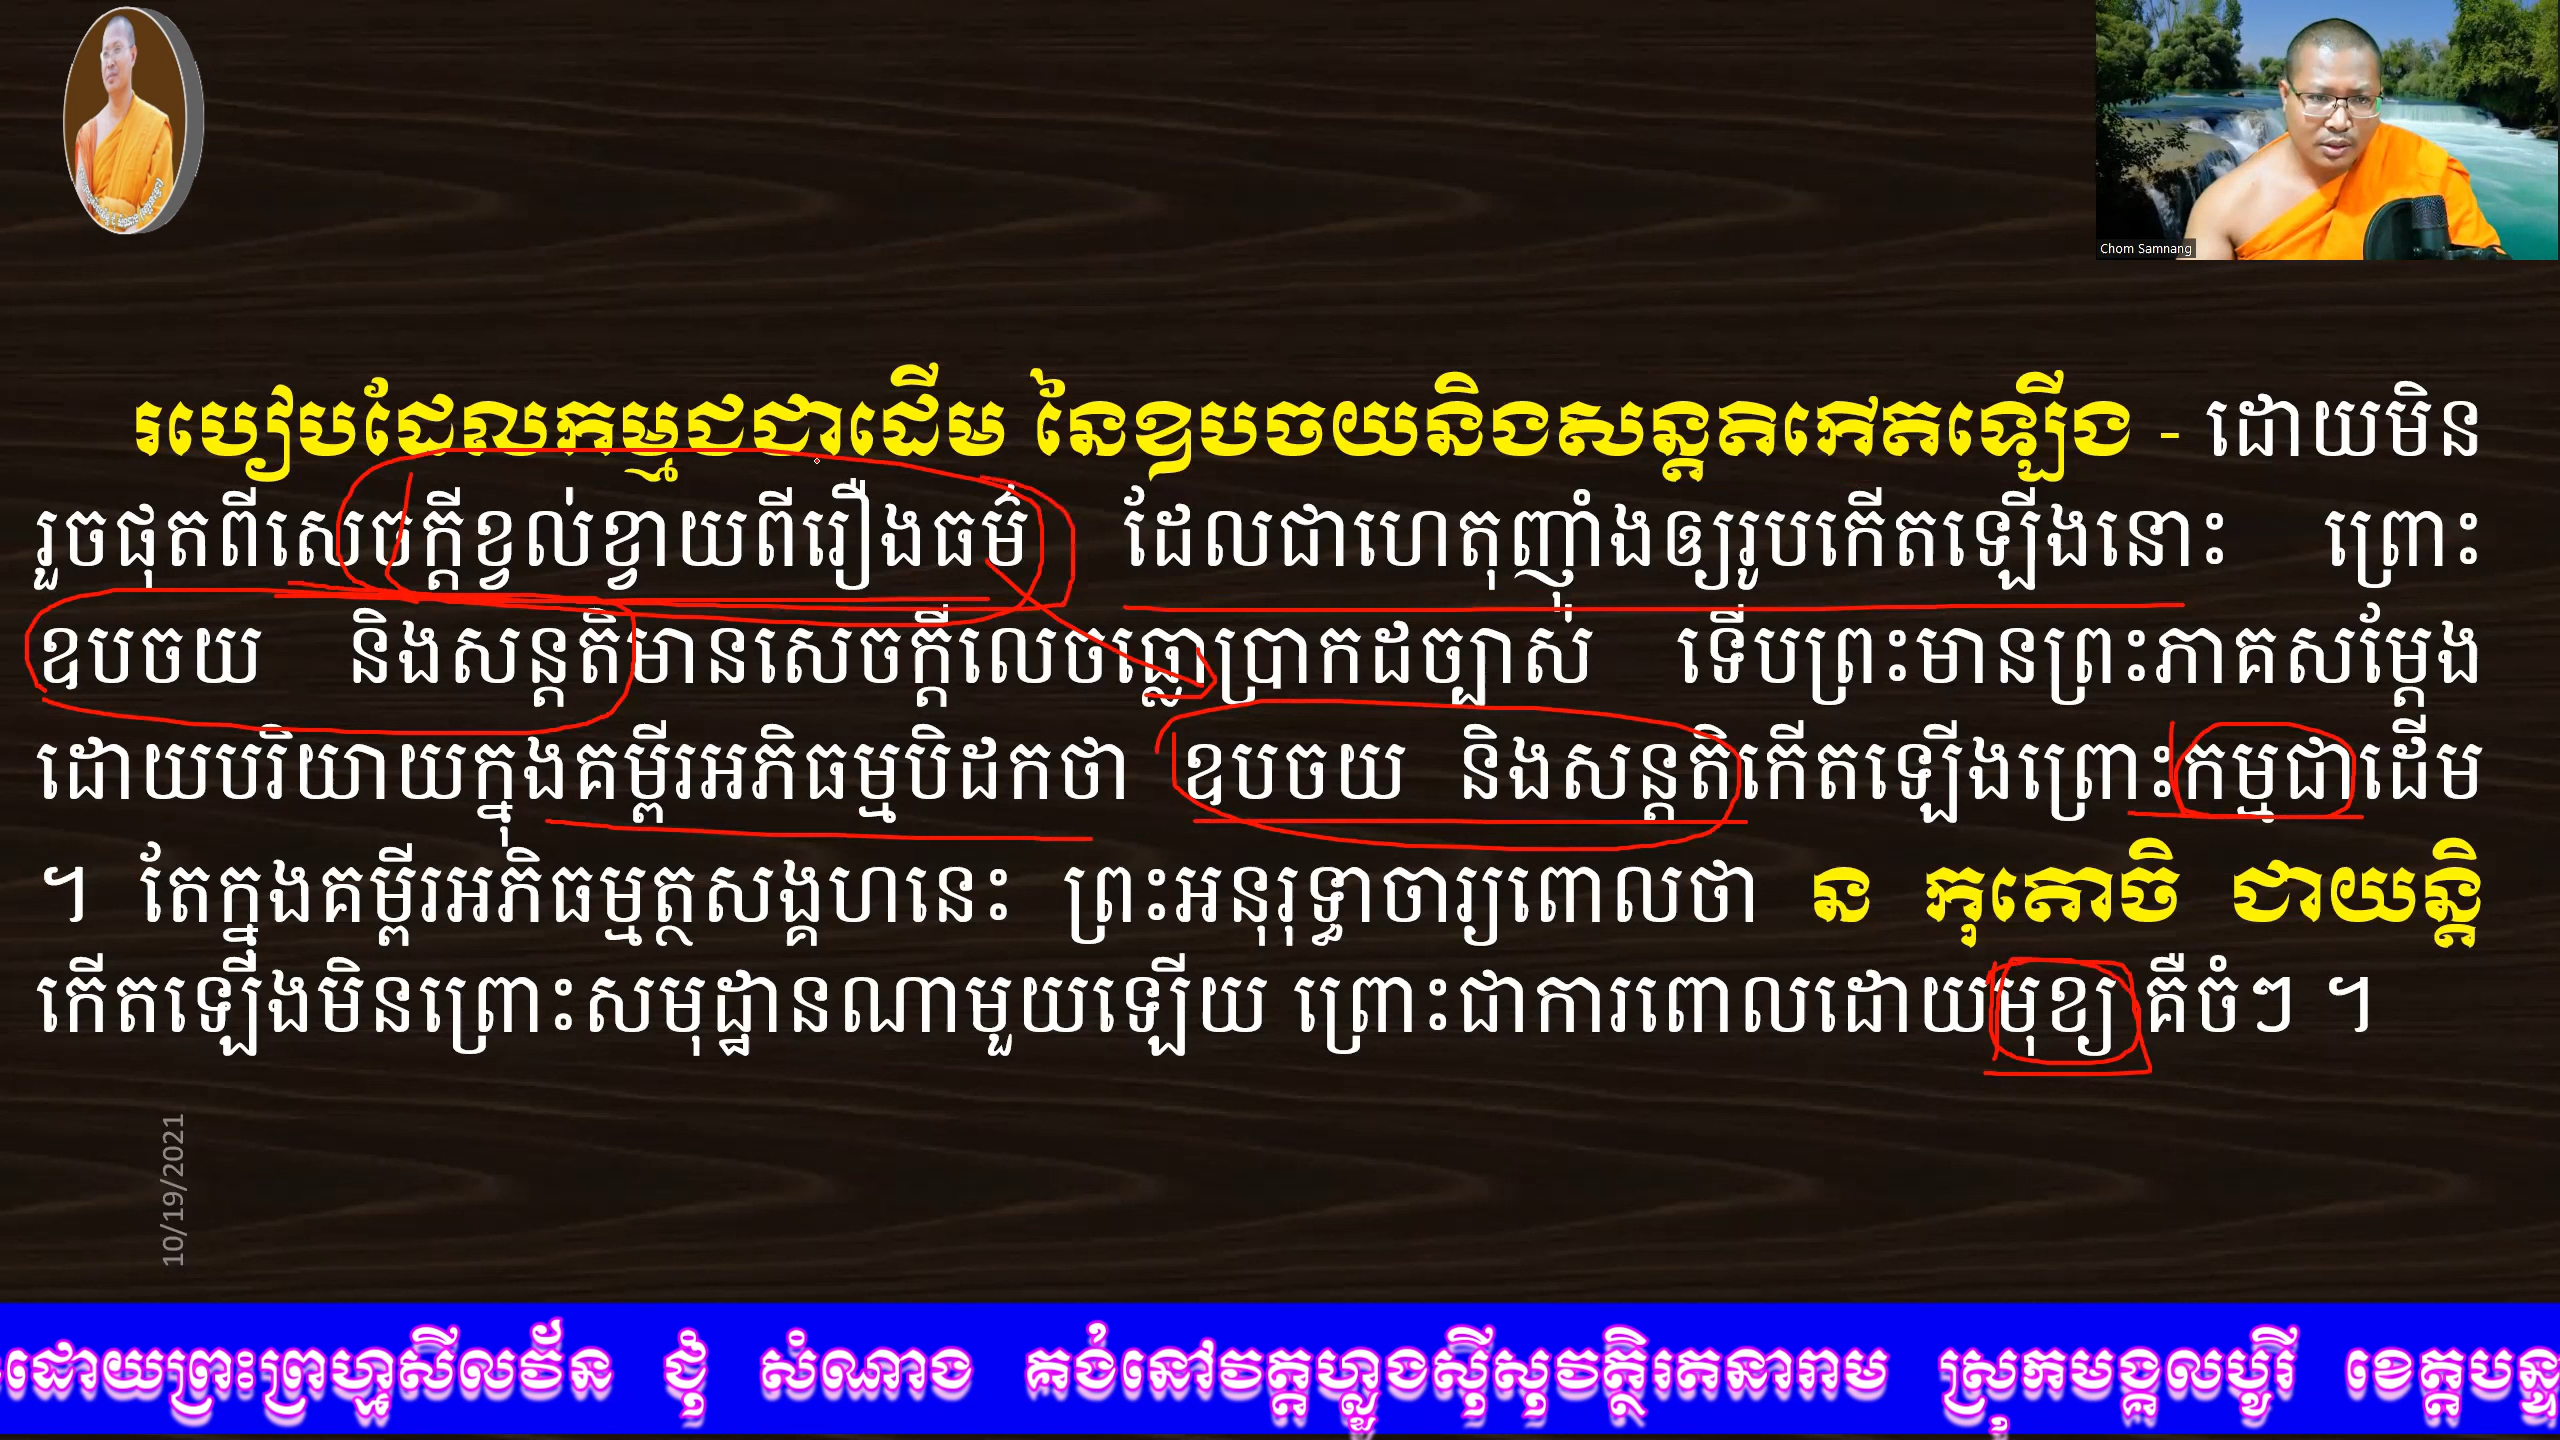 Chom Samnang
របៀបដែលកម្មជជាដើម នៃឧបចយនិងសន្តតិកើតឡើង - ដោយមិន
រួចផុតពីសេចក្តីខ្វល់ខ្វាយពីរឿងធម៌ ដែលជាហេតុញ៉ាំងឲ្យរូបកើតឡើងនោះ ព្រោះ
ឧបចយ និងសន្តតិមានសេចក្តីលេចធ្លោប្រាកដច្បាស់ ទើបព្រះមានព្រះភាគសម្តែង
ដោយបរិយាយក្នុងគម្ពីរអភិធម្មបិដកថា ឧបចយ និងសន្តតិកើតឡើងព្រោះកម្មជាដើម
។ តែក្នុងគម្ពីរអភិធម្មត្ថសង្គហនេះ ព្រះអនុរុទ្ធាចារ្យពោលថា ន កុតោចិ ជាយន្តិ
កើតឡើងមិនព្រោះសមុដ្ឋានណាមួយឡើយ ព្រោះជាការពោលដោយមុខ្យ គឺចំៗ ។
10/19/2021
ដោយព្រះព្រហ្មសីលវ័ន ជុំ សំណាង គង់នៅវត្តហ្លួងស៊ីសុវត្ថិរតនារាម ស្រុកមង្គលបូរី ខេត្តបន្ទ